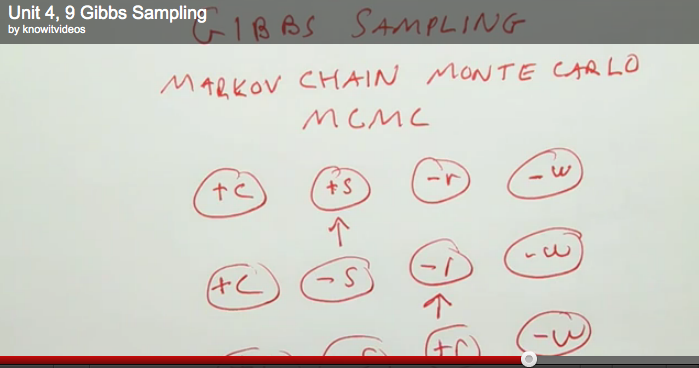 Unit 4, 9 Gibbs Sampling
by knowitvideos
GIBBS SAMPLING
MARKOV CHAIN MONTE CARLO
MCMC
+c +s -r -w
+c -s -r -w
+r -w